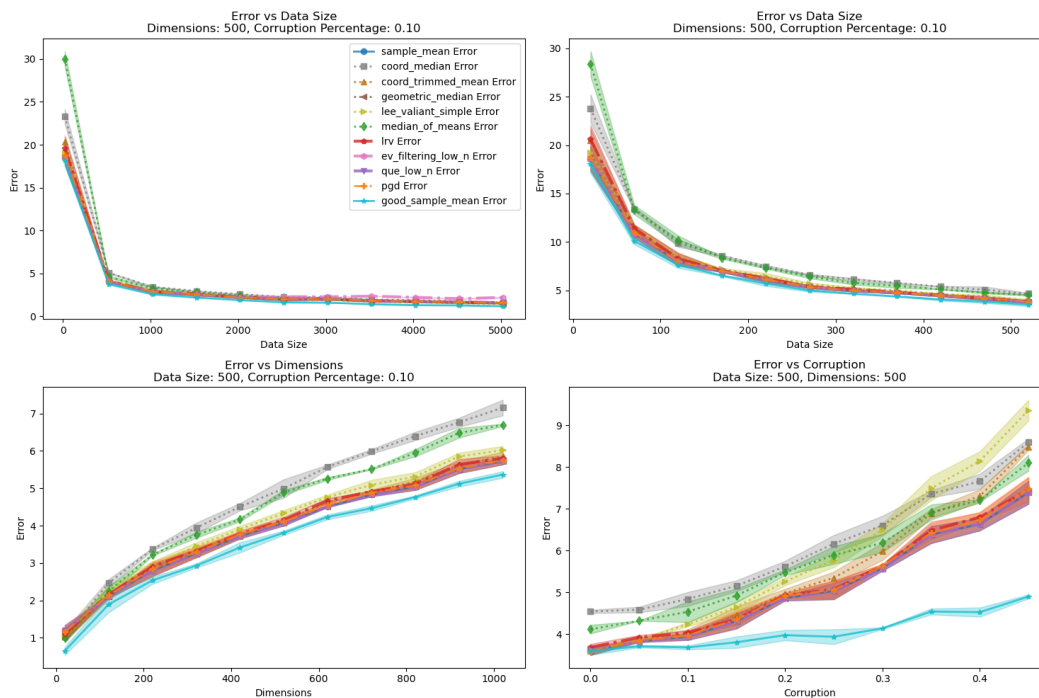 Error vs Data Size
Dimensions: 500, Corruption Percentage: 0.10
30
25
20
15
10
5
0
Error
0
1000
2000
3000
4000
5000
Data Size
sample_mean Error
coord_median Error
coord_trimmed_mean Error
geometric_median Error
lee_valiant_simple Error
median_of_means Error
lrv Error
ev_filtering_low_n Error
que_low_n Error
pgd Error
good_sample_mean Error
Error vs Data Size
Dimensions: 500, Corruption Percentage: 0.10
30
25
20
15
10
5
Error
0
100
200
300
400
500
Data Size
Error vs Dimensions
Data Size: 500, Corruption Percentage: 0.10
7
6
5
4
3
2
1
Error
0
200
400
600
800
1000
Dimensions
Error vs Corruption
Data Size: 500, Dimensions: 500
9
8
7
6
5
4
Error
0.0
0.1
0.2
0.3
0.4
Corruption